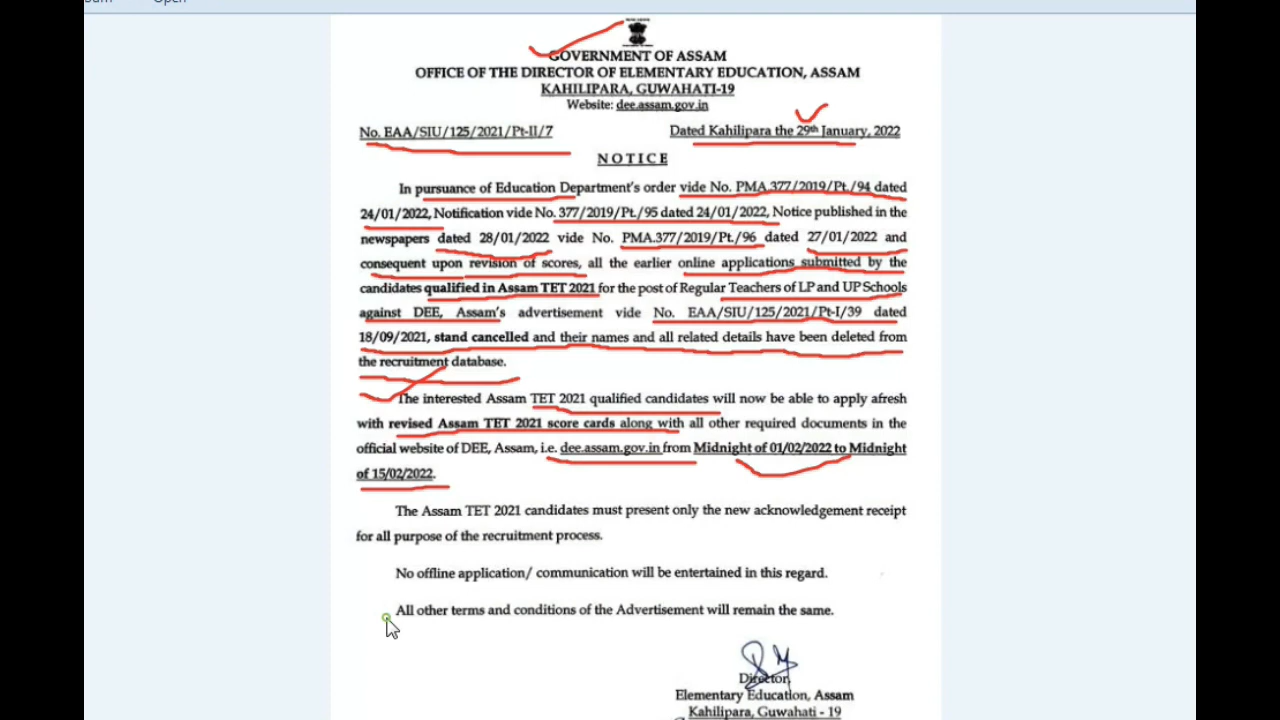 Open
GOVERNMENT OF ASSAM
OFFICE OF THE DIRECTOR OF ELEMENTARY EDUCATION, ASSAM
KAHILIPARA, GUWAHATI-19
Website: dee.assam.gov.in
No. EAA/SIU/125/2021/Pt-II/7 Dated Kahilipara the 29th January, 2022
NOTICE
In pursuance of Education Department's order vide No. PMA.377/2019/Pt./94 dated
24/01/2022, Notification vide No. 377/2019/Pt./95 dated 24/01/2022, Notice published in the
newspapers dated 28/01/2022 vide No. PMA.377/2019/Pt./96 dated 27/01/2022 and
consequent upon revision of scores, all the earlier online applications submitted by the
candidates qualified in Assam TET 2021 for the post of Regular Teachers of LP and UP Schools
against DEE, Assam's advertisement vide No. EAA/SIU/125/2021/Pt-I/39 dated
18/09/2021, stand cancelled and their names and all related details have been deleted from
the recruitment database.
The interested Assam TET 2021 qualified candidates will now be able to apply afresh
with revised Assam TET 2021 score cards along with all other required documents in the
official website of DEE, Assam, i.e. dee.assam.gov.in from Midnight of 01/02/2022 to Midnight
of 15/02/2022.
The Assam TET 2021 candidates must present only the new acknowledgement receipt
for all purpose of the recruitment process.
No offline application/ communication will be entertained in this regard.
All other terms and conditions of the Advertisement will remain the same.
Director,
Elementary Education, Assam
Kahilipara, Guwahati - 19